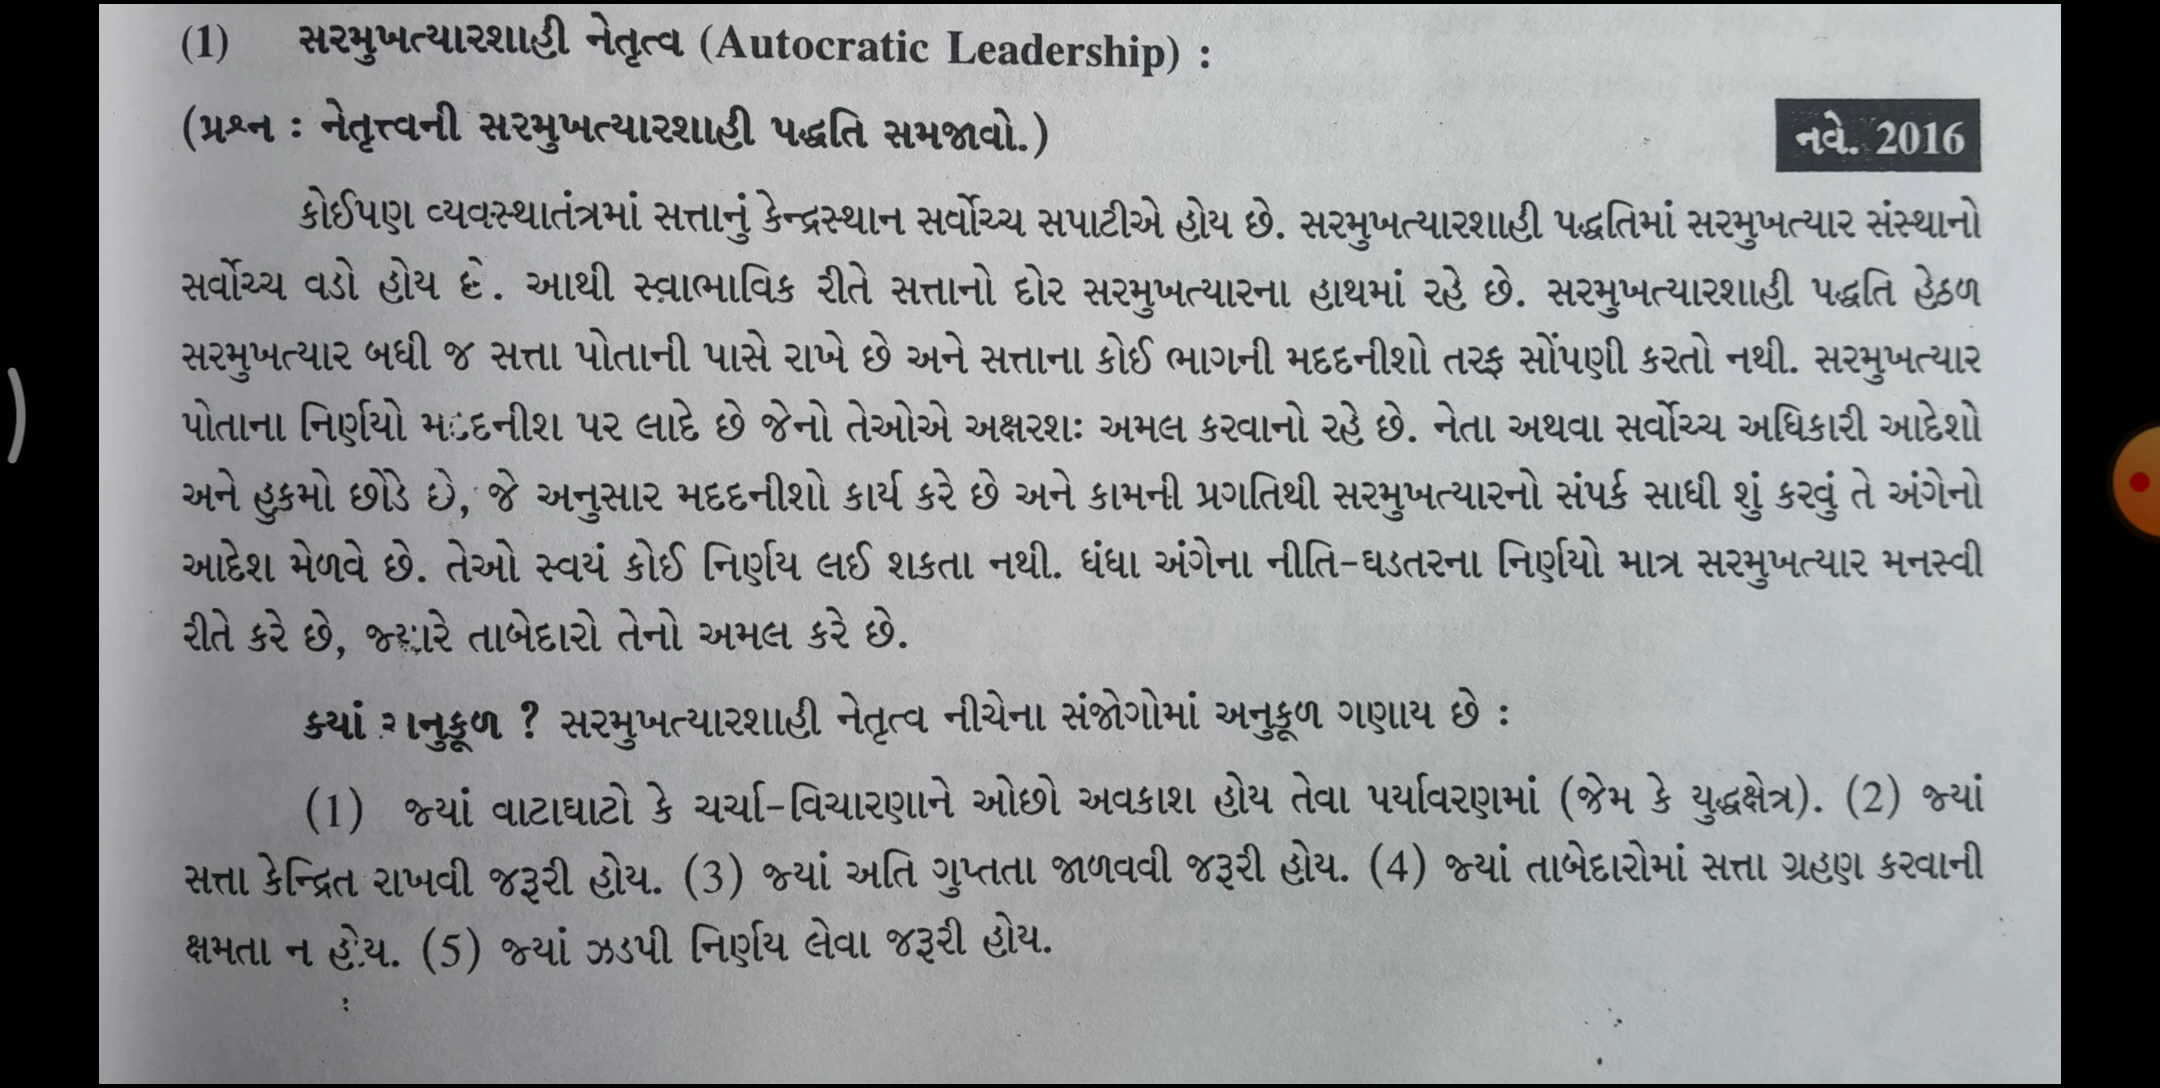 (1) સરમુખત્યારશાહી નેતૃત્વ (Autocratic Leadership) :
(પ્રશ્ન : નેતૃત્ત્વની સરમુખત્યારશાહી પદ્ધતિ સમજાવો.) નવે. 2016
કોઈપણ વ્યવસ્થાતંત્રમાં સત્તાનું કેન્દ્રસ્થાન સર્વોચ્ચ સપાટીએ હોય છે. સરમુખત્યારશાહી પદ્ધતિમાં સરમુખત્યાર સંસ્થાનો
સર્વોચ્ચ વડો હોય છે. આથી સ્વાભાવિક રીતે સત્તાનો દોર સરમુખત્યારના હાથમાં રહે છે. સરમુખત્યારશાહી પદ્ધતિ હેઠળ
સરમુખત્યાર બધી જ સત્તા પોતાની પાસે રાખે છે અને સત્તાના કોઈ ભાગની મદદનીશો તરફ સોંપણી કરતો નથી. સરમુખત્યાર
પોતાના નિર્ણયો મદદનીશ પર લાદે છે જેનો તેઓએ અક્ષરશઃ અમલ કરવાનો રહે છે. નેતા અથવા સર્વોચ્ચ અધિકારી આદેશો
અને હુકમો છોડે છે, જે અનુસાર મદદનીશો કાર્ય કરે છે અને કામની પ્રગતિથી સરમુખત્યારનો સંપર્ક સાધી શું કરવું તે અંગેનો
આદેશ મેળવે છે. તેઓ સ્વયં કોઈ નિર્ણય લઈ શકતા નથી. ધંધા અંગેના નીતિ-ઘડતરના નિર્ણયો માત્ર સરમુખત્યાર મનસ્વી
રીતે કરે છે, જ્યારે તાબેદારો તેનો અમલ કરે છે.
ક્યાં અનુકૂળ ? સરમુખત્યારશાહી નેતૃત્વ નીચેના સંજોગોમાં અનુકૂળ ગણાય છે :
(1) જ્યાં વાટાઘાટો કે ચર્ચા-વિચારણાને ઓછો અવકાશ હોય તેવા પર્યાવરણમાં (જેમ કે યુદ્ધક્ષેત્ર). (2) જ્યાં
સત્તા કેન્દ્રિત રાખવી જરૂરી હોય. (3) જ્યાં અતિ ગુપ્તતા જાળવવી જરૂરી હોય. (4) જ્યાં તાબેદારોમાં સત્તા ગ્રહણ કરવાની
ક્ષમતા ન હોય. (5) જ્યાં ઝડપી નિર્ણય લેવા જરૂરી હોય.